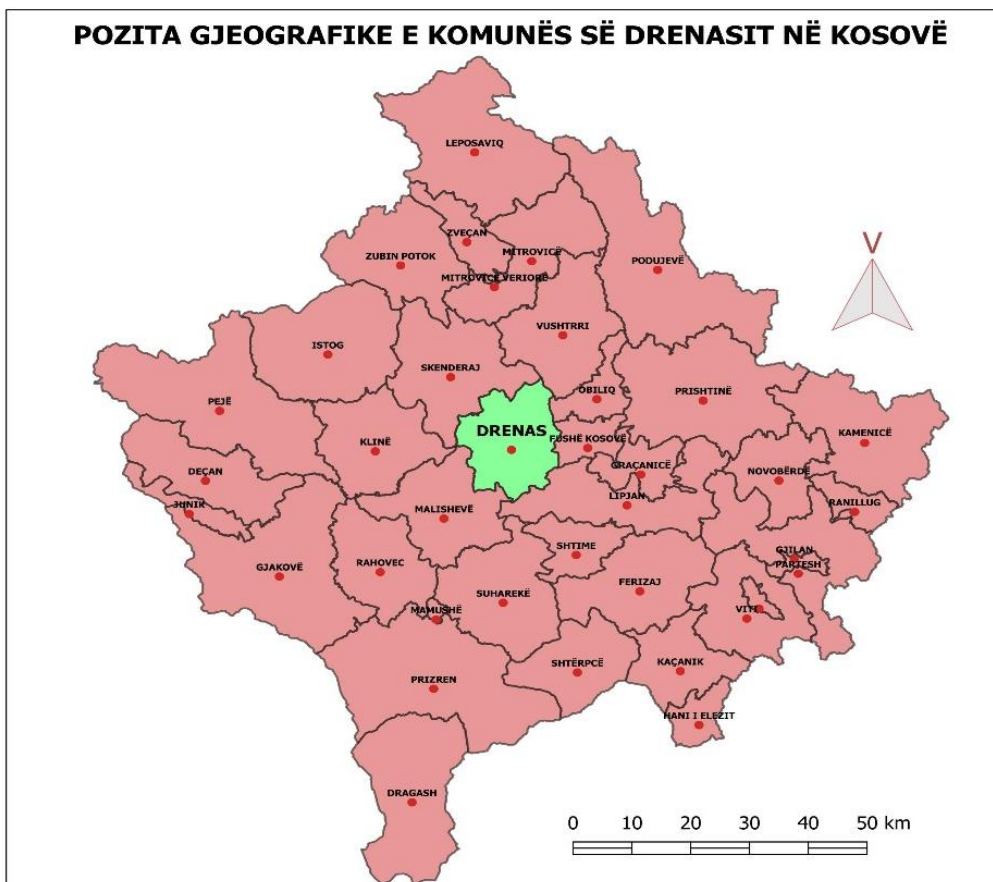 POZITA GJEOGRAFIKE E KOMUNËS SË DRENASIT NË KOSOVË
LEPOSAVIQ
ZVEÇAN
MITROVICË
ZUBIN POTOK
PODUJEVË
MITROVICË VERIORE
V
VUSHTRRI
ISTOG
SKENDERAJ
OBILIQ
PRISHTINË
PEJË
DRENAS
FUSHË KOSOVË
KLINË
KAMENICË
GRAÇANICË
DEÇAN
NOVOBËRDË
LIPJAN
JUNIK
RANILLUG
MALISHEVË
SHTIME
GJILAN
PARTESH
GJAKOVË
RAHOVEC
FERIZAJ
SUHAREKË
MAMUSHË
VITI
SHTËRPCË
KAÇANIK
PRIZREN
HANI I ELEZIT
DRAGASH
0 10 20 30 40 50 km